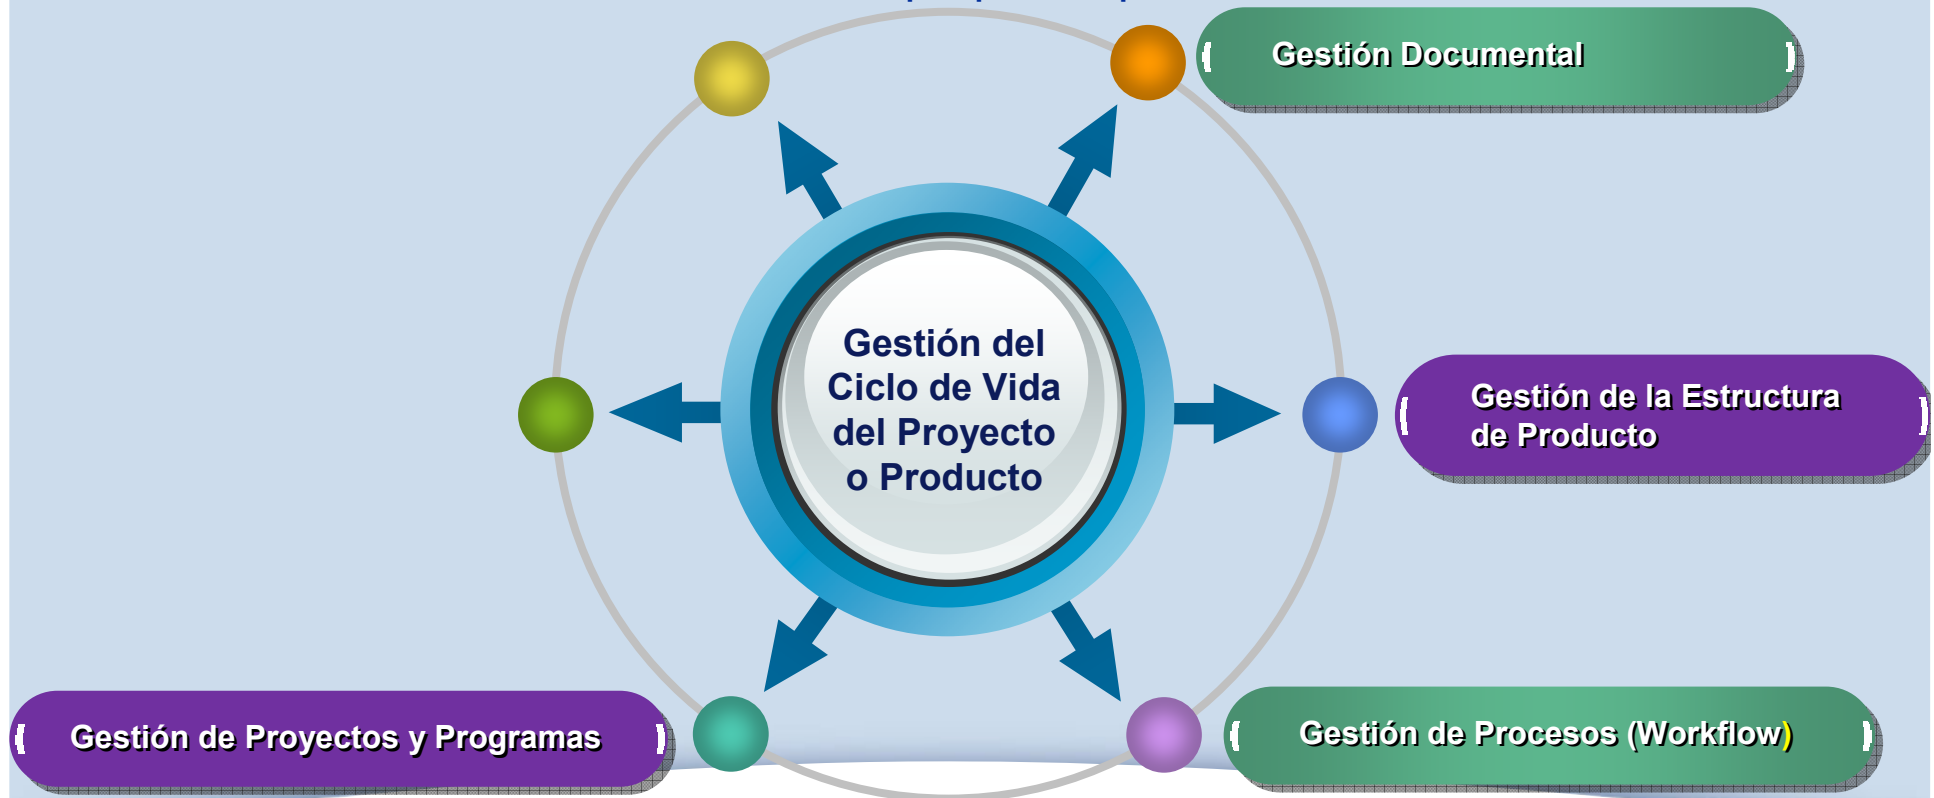 Gestión Documental
Gestión del
Ciclo de Vida
del Proyecto
o Producto
Gestión de la Estructura
de Producto
Gestión de Proyectos y Programas
Gestión de Procesos (Workflow)